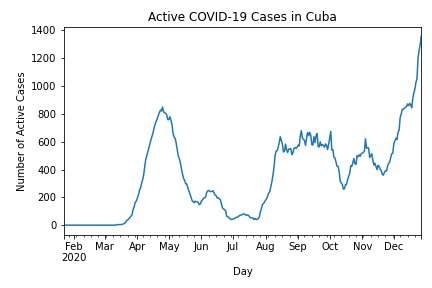 Active COVID-19 Cases in Cuba
Number of Active Cases
1400
1200
1000
800
600
400
200
0
Feb Mar Apr May Jun Jul Aug Sep Oct Nov Dec
2020
Day